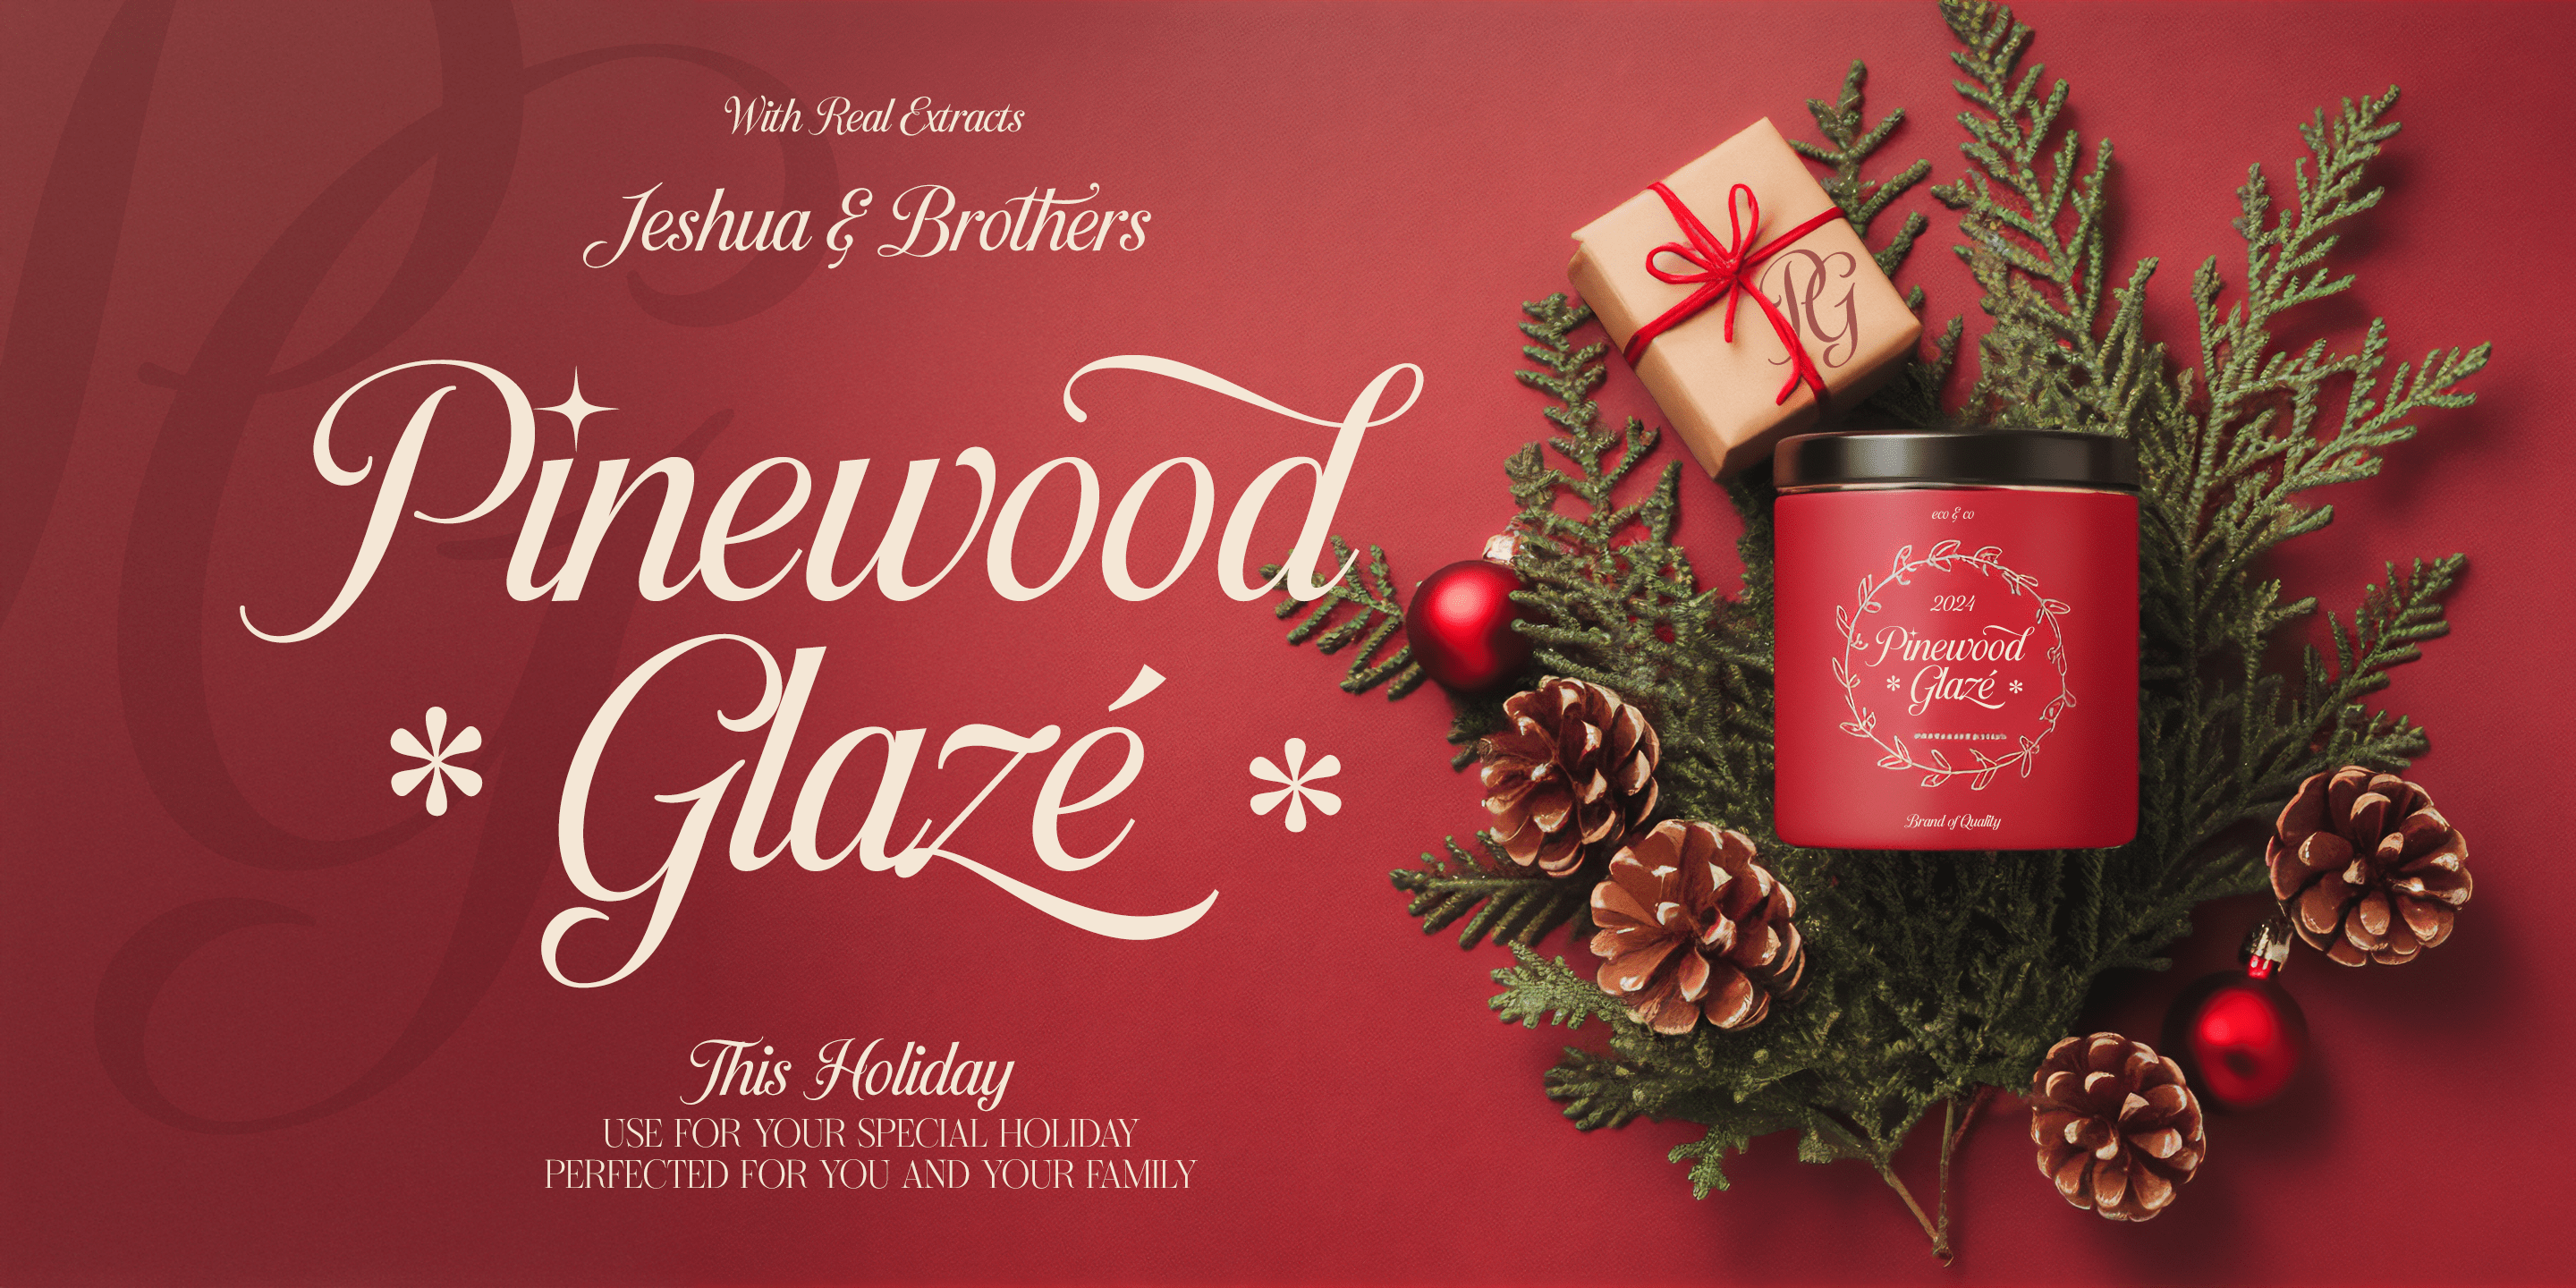 With Real Extracts
Jeshua & Brothers
Pinewood
* Glazé *
This Holiday
USE FOR YOUR SPECIAL HOLIDAY
PERFECTED FOR YOU AND YOUR FAMILY
PG
eco & co
2024
Pinewood
* Glazé *
Brand of Quality